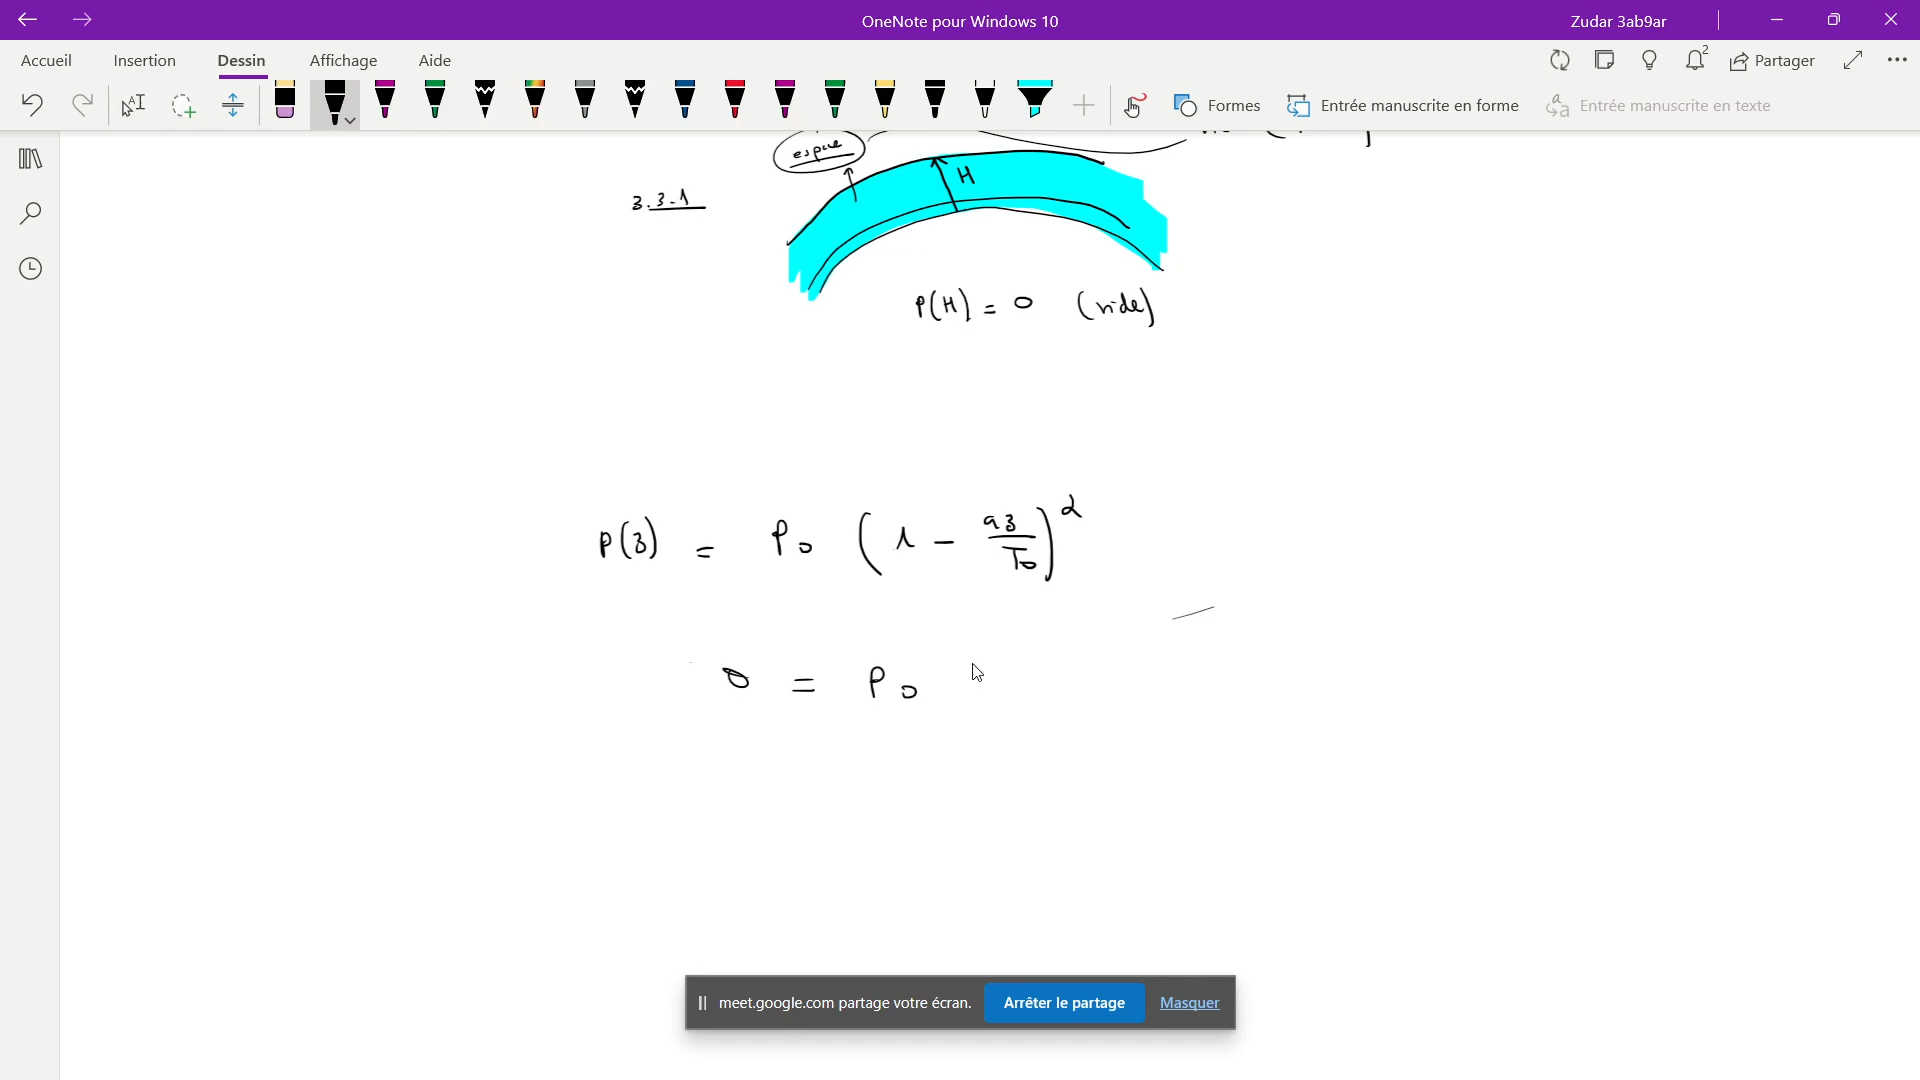 OneNote pour Windows 10
Zudar 3ab9ar
Accueil Insertion Dessin Affichage Aide
2
Partager
Formes Entrée manuscrite en forme Entrée manuscrite en texte
espace
H
3.3.1
P(H) = 0 (vide)
P(z) = P₀ (1 - az/T₀)^α
0 = P₀
meet.google.com partage votre écran. Arrêter le partage Masquer